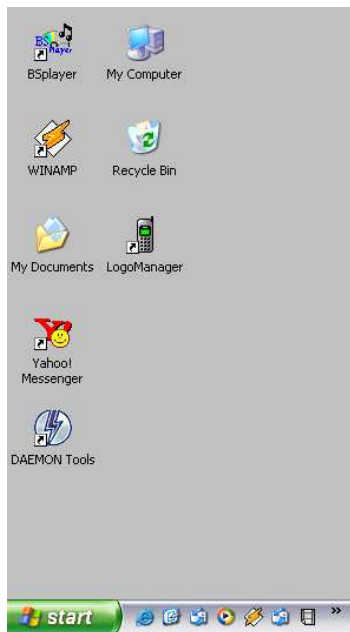 BSplayer
My Computer
WINAMP
Recycle Bin
My Documents
LogoManager
Yahoo!
Messenger
DAEMON Tools
start
»